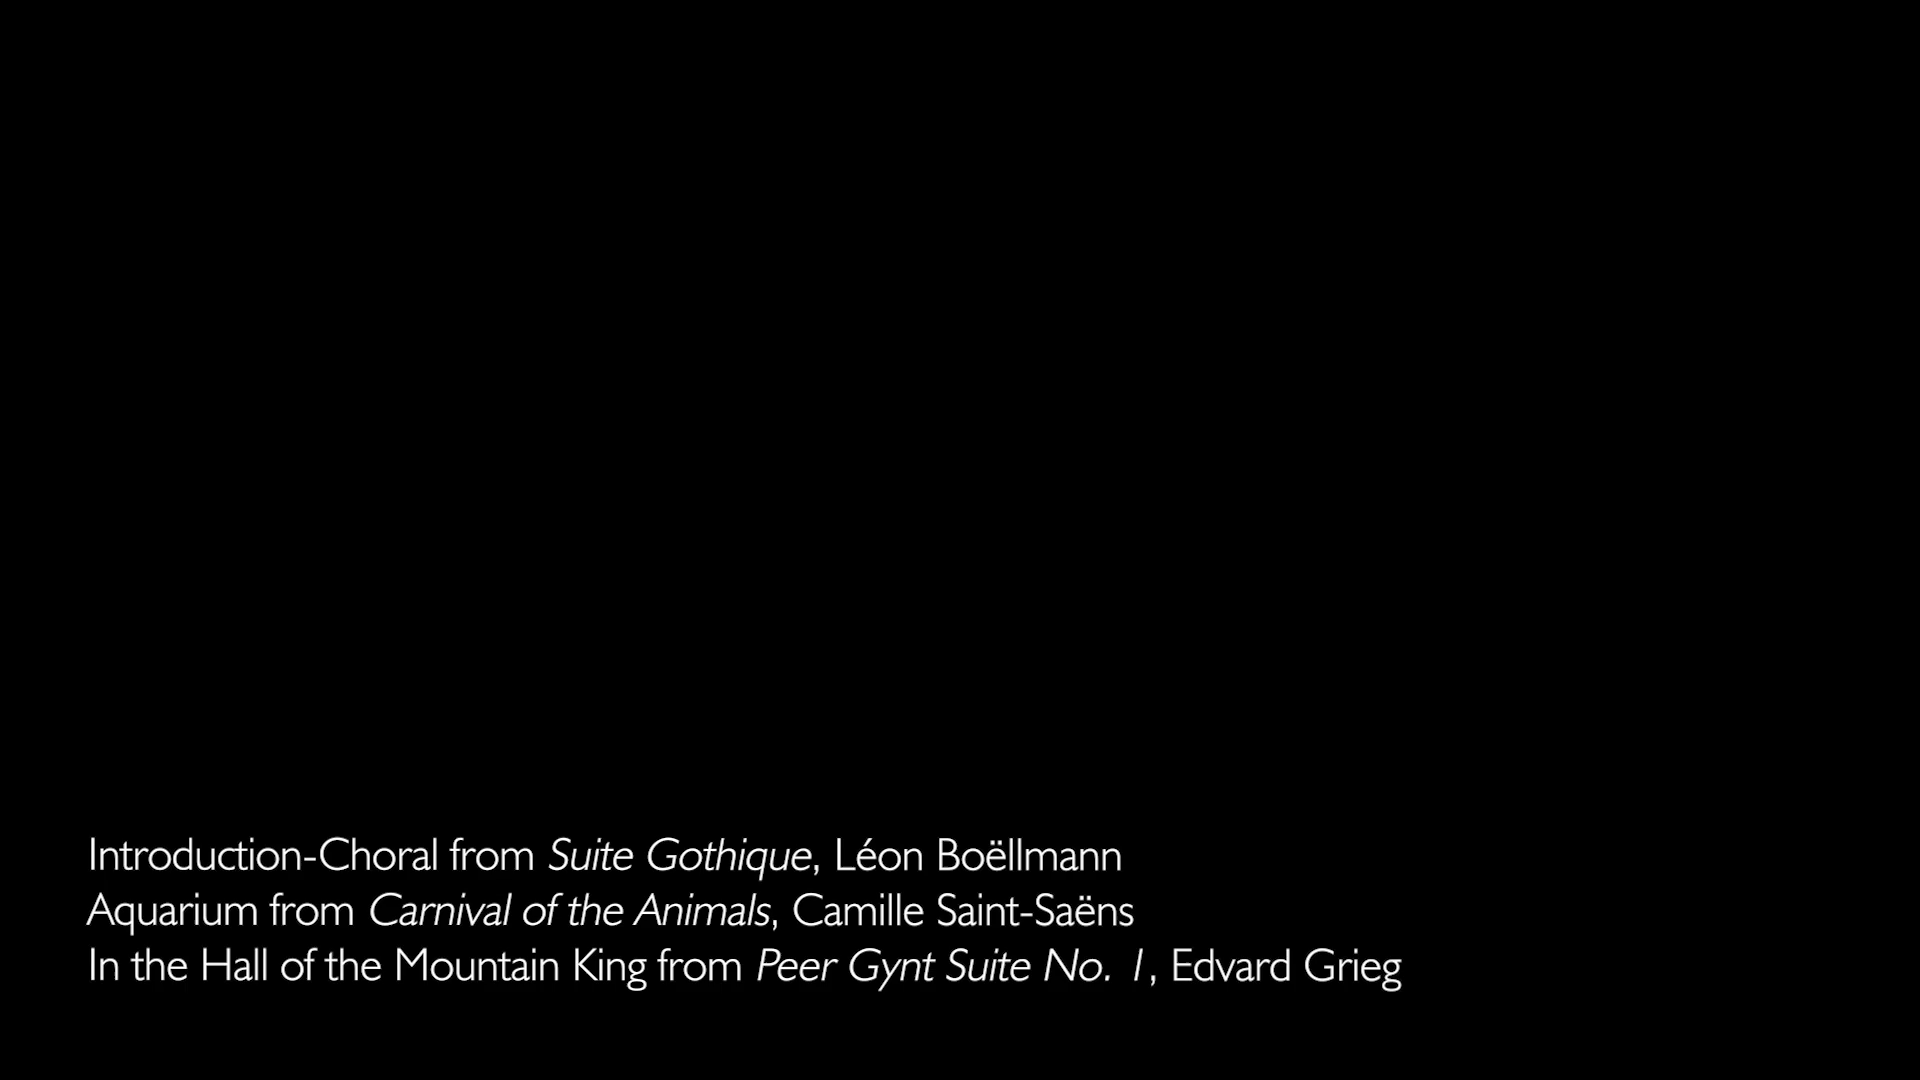 Introduction-Choral from Suite Gothique, Léon Boëllmann
Aquarium from Carnival of the Animals, Camille Saint-Saëns
In the Hall of the Mountain King from Peer Gynt Suite No. 1, Edvard Grieg